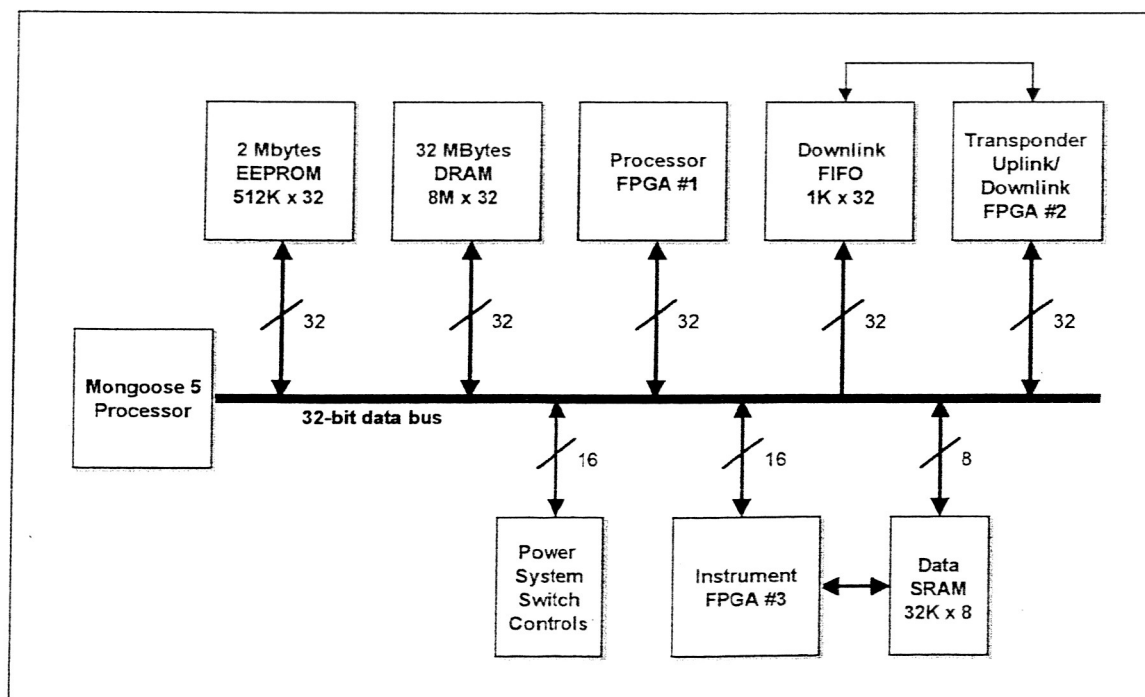 2 Mbytes
EEPROM
512K x 32
32 MBytes
DRAM
8M x 32
Processor
FPGA #1
Downlink
FIFO
1K x 32
Transponder
Uplink/
Downlink
FPGA #2
32
32
32
32
32
Mongoose 5
Processor
32-bit data bus
16
16
8
Power
System
Switch
Controls
Instrument
FPGA #3
Data
SRAM
32K x 8